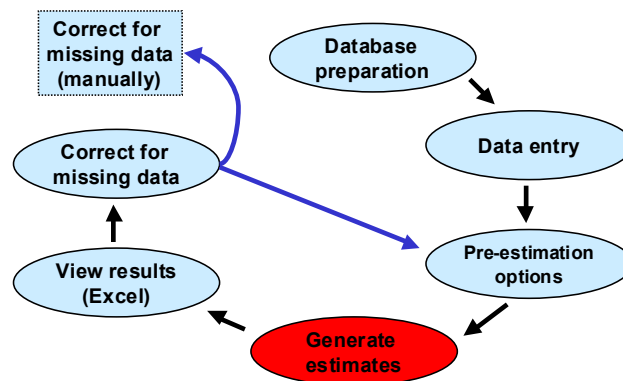 Correct for
missing data
(manually)
Database
preparation
Data entry
Pre-estimation
options
Generate
estimates
View results
(Excel)
Correct for
missing data